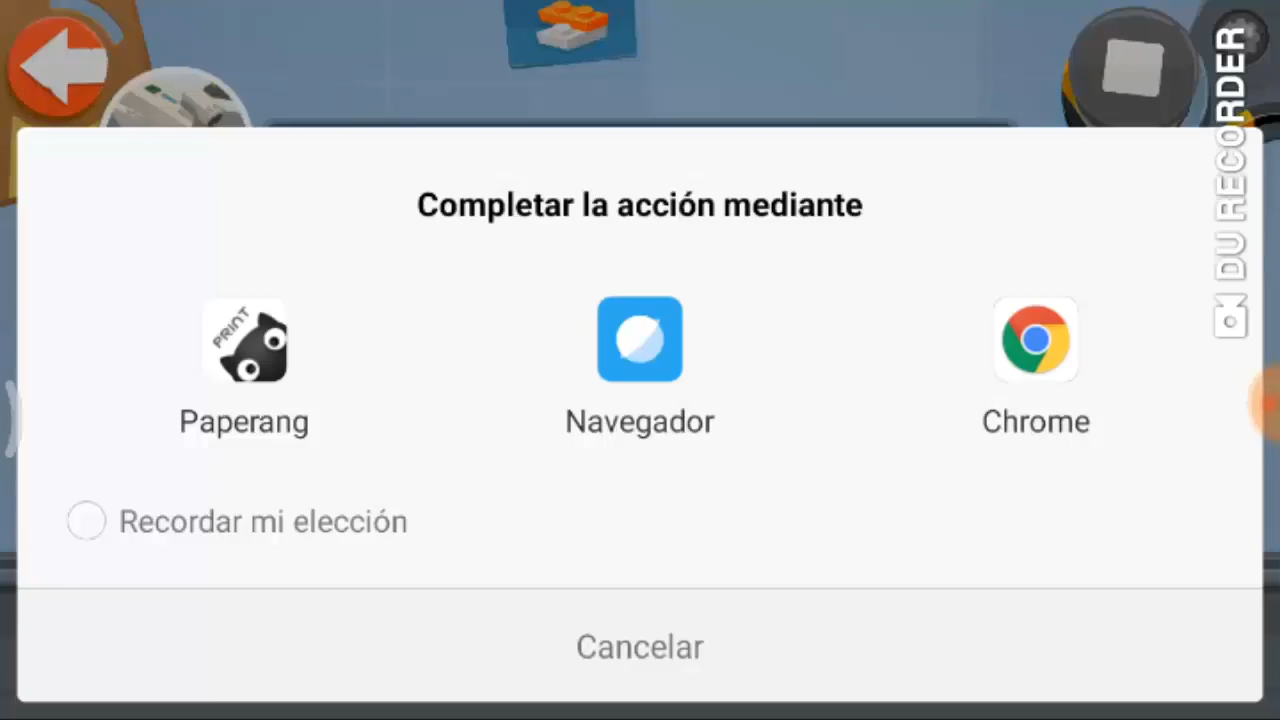 Completar la acción mediante
PRINT
Paperang
Navegador
Chrome
Recordar mi elección
Cancelar
DU RECORDER